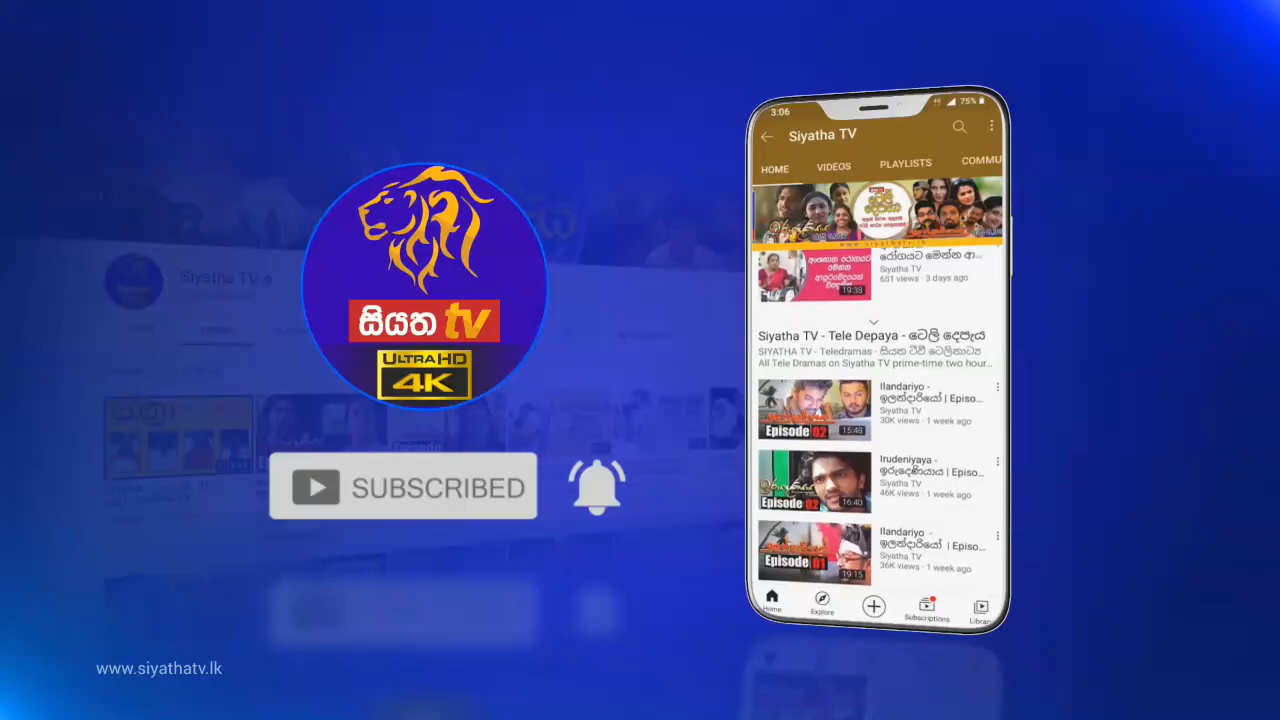 සියත tv
ULTRA HD
4K
SUBSCRIBED
www.siyathatv.lk
3:06
75%
Siyatha TV
HOME VIDEOS PLAYLISTS COMMU
ටෙලි
දෙපැය
www.siyathatv.lk
රෝගයට මෙන්න ආ...
Siyatha TV
651 views · 3 days ago
19:38
Siyatha TV - Tele Depaya - ටෙලි දෙපැය
SIYATHA TV - Teledramas - සියත ටීවී ටෙලිනාට්‍ය
All Tele Dramas on Siyatha TV prime-time two hour...
Ilandariyo -
ඉලන්දාරියෝ | Episo...
Siyatha TV
30K views · 1 week ago
Episode 02
15:48
Irudeniyaya -
ඉරුදෙණියාය | Episo...
Siyatha TV
46K views · 1 week ago
Episode 02
16:40
Ilandariyo -
ඉලන්දාරියෝ | Episo...
Siyatha TV
36K views · 1 week ago
Episode 01
19:15
Home Explore Subscriptions Library